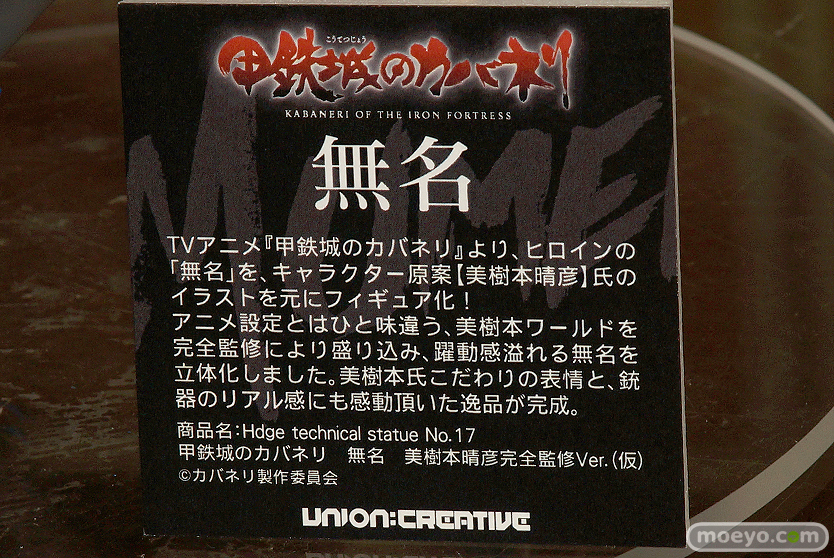 こうてつじょう
甲鉄城のカバネリ
KABANERI OF THE IRON FORTRESS
無名
TVアニメ『甲鉄城のカバネリ』より、ヒロインの
「無名」を、キャラクター原案【美樹本晴彦】氏の
イラストを元にフィギュア化!
アニメ設定とはひと味違う、美樹本ワールドを
完全監修により盛り込み、躍動感溢れる無名を
立体化しました。美樹本氏こだわりの表情と、銃
器のリアル感にも感動頂いた逸品が完成。
商品名:Hdge technical statue No.17
甲鉄城のカバネリ 無名 美樹本晴彦完全監修Ver.(仮)
©カバネリ製作委員会
UNION:CREATIVE
moeyo.com